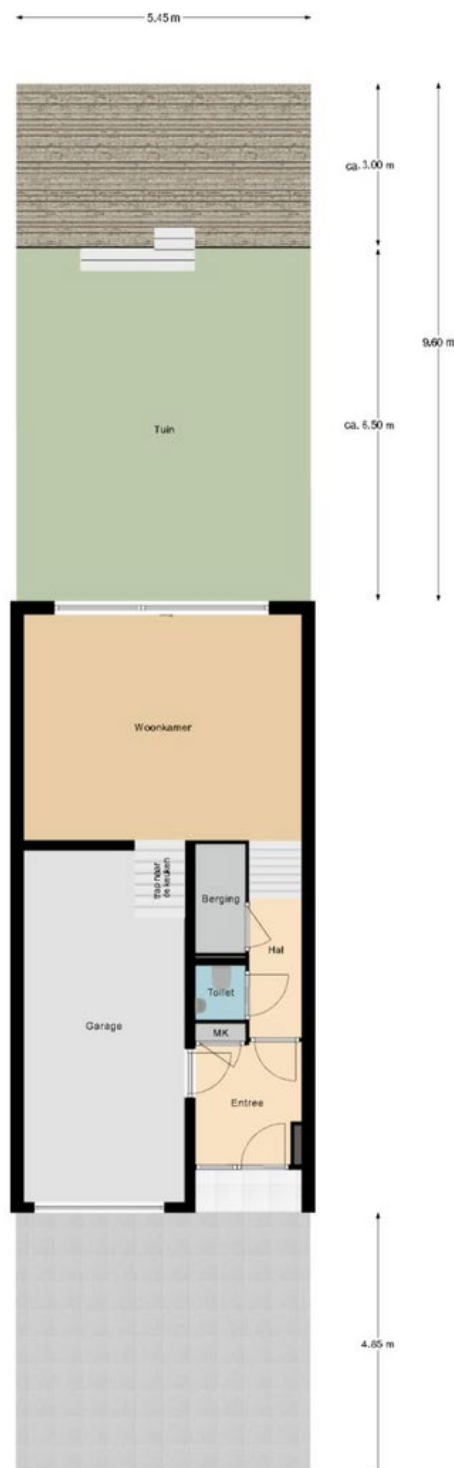 5.45 m
ca. 3.00 m
9.60 m
ca. 6.50 m
Tuin
Woonkamer
trap naar
de keuken
Berging
Hal
Toilet
Garage
MK
Entree
4.85 m